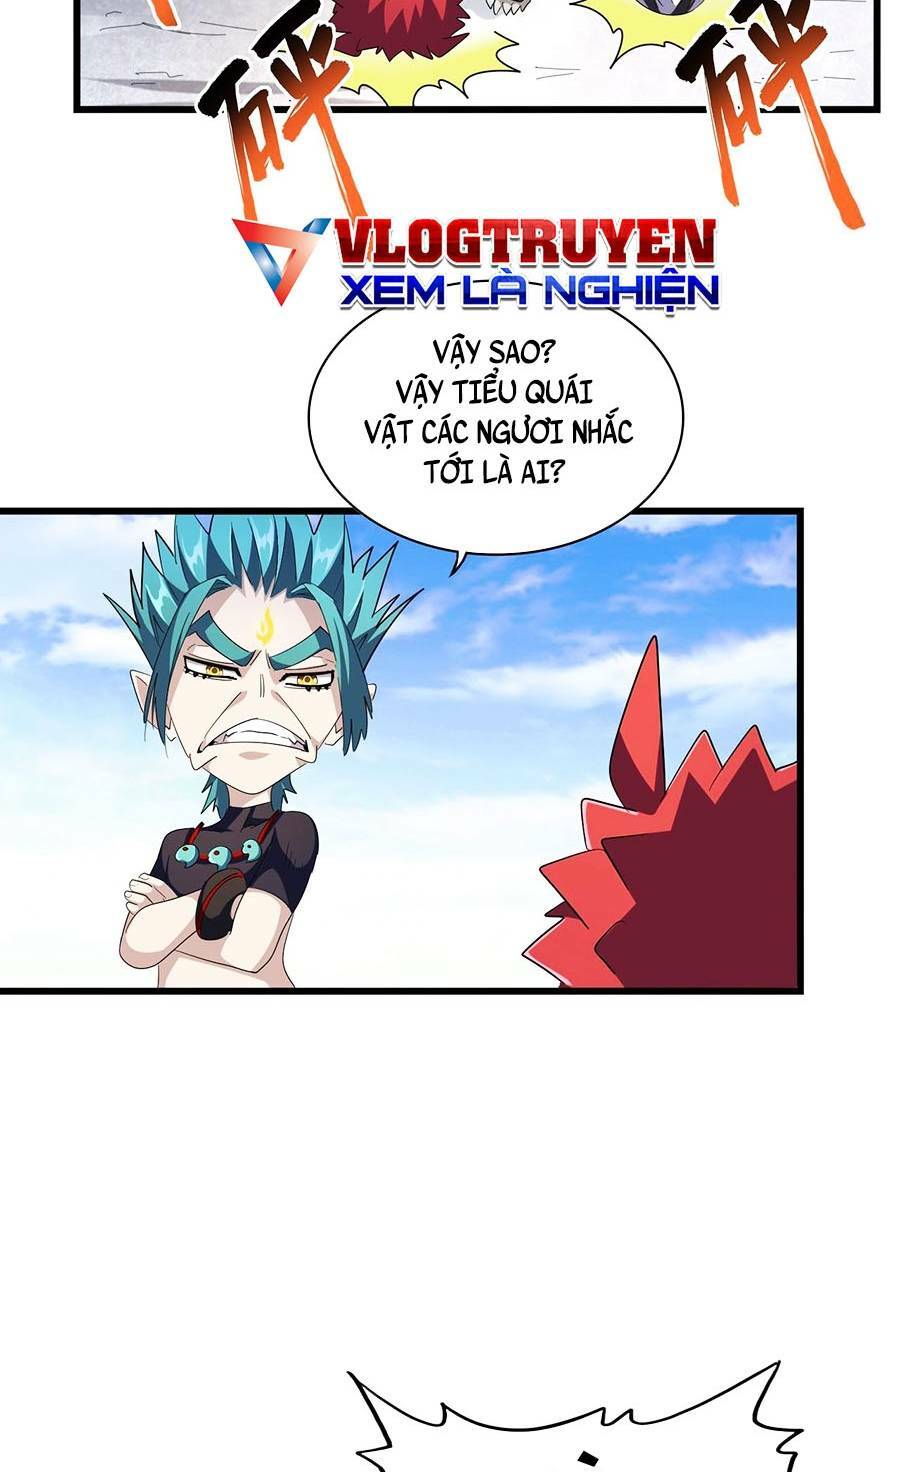 砰 砰
VLOGTRUYEN
XEM LÀ NGHIỆN
VẬY SAO?
VẬY TIỂU QUÁI
VẬT CÁC NGƯƠI NHẮC
TỚI LÀ AI?